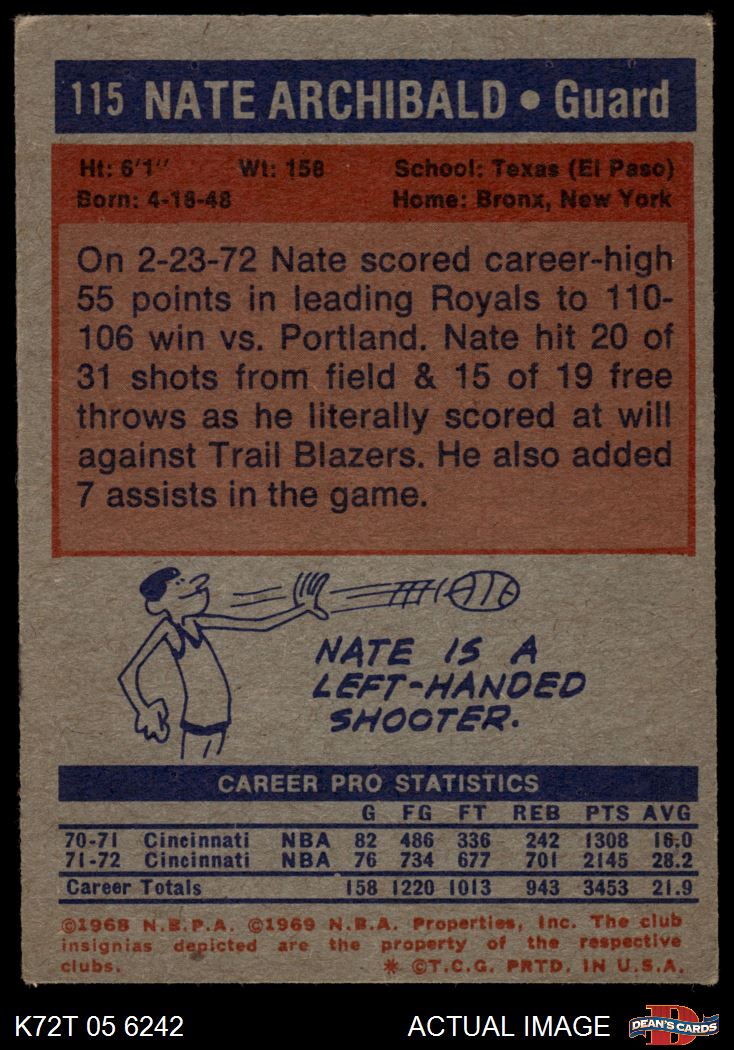 115 NATE ARCHIBALD • Guard
Ht: 6'1" Wt: 158 School: Texas (El Paso)
Born: 4-18-48 Home: Bronx, New York
On 2-23-72 Nate scored career-high
55 points in leading Royals to 110-
106 win vs. Portland. Nate hit 20 of
31 shots from field & 15 of 19 free
throws as he literally scored at will
against Trail Blazers. He also added
7 assists in the game.
NATE IS A
LEFT-HANDED
SHOOTER.
CAREER PRO STATISTICS
G FG FT REB PTS AVG
70-71 Cincinnati NBA 82 486 336 242 1308 16.0
71-72 Cincinnati NBA 76 734 677 701 2145 28.2
Career Totals 158 1220 1013 943 3453 21.9
©1968 N.B.P.A. ©1969 N.B.A. Properties, Inc. The club
insignias depicted are the property of the respective
clubs. * ©T.C.G. PRTD. IN U.S.A.
K72T 05 6242 ACTUAL IMAGE D DEAN'S CARDS